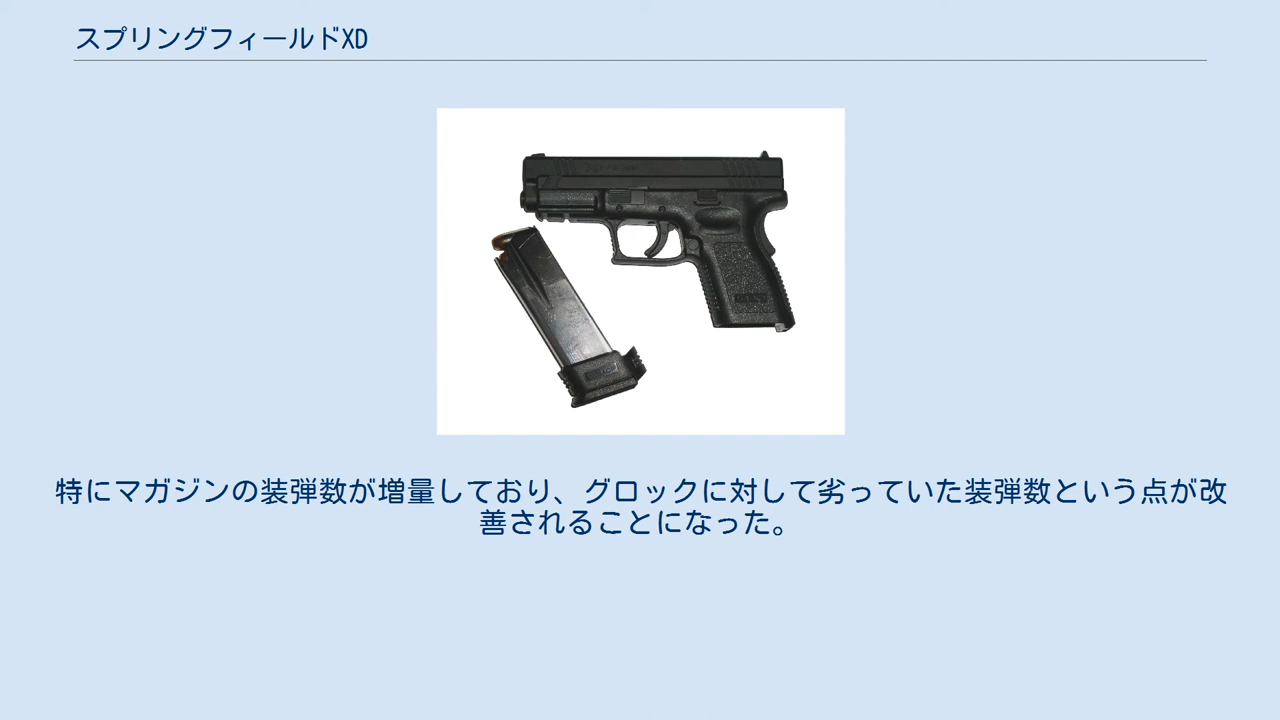 スプリングフィールドXD
特にマガジンの装弾数が増量しており、グロックに対して劣っていた装弾数という点が改
善されることになった。